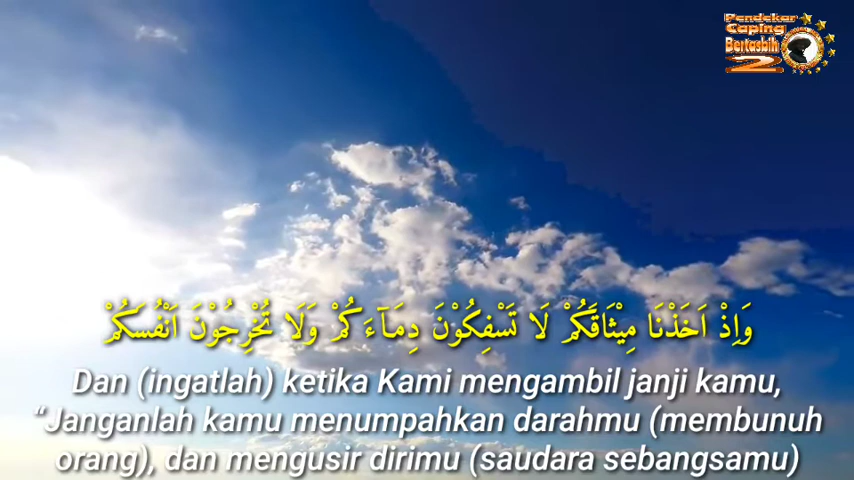 Pendekar
Caping
Bertasbih
2
وَاِذْ اَخَذْنَا مِيْثَاقَكُمْ لَا تَسْفِكُوْنَ دِمَاۤءَكُمْ وَلَا تُخْرِجُوْنَ اَنْفُسَكُمْ
Dan (ingatlah) ketika Kami mengambil janji kamu,
“Janganlah kamu menumpahkan darahmu (membunuh
orang), dan mengusir dirimu (saudara sebangsamu)